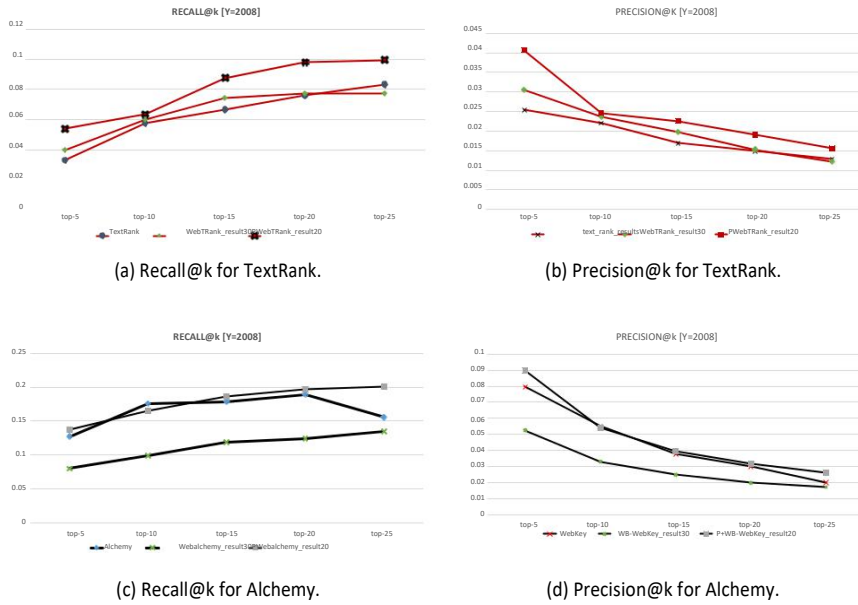 RECALL@k [Y=2008]
0.12
0.1
0.08
0.06
0.04
0.02
0
top-5 top-10 top-15 top-20 top-25
TextRank WebTRank_result30 PWebTRank_result20
(a) Recall@k for TextRank.
PRECISION@K [Y=2008]
0.045
0.04
0.035
0.03
0.025
0.02
0.015
0.01
0.005
0
top-5 top-10 top-15 top-20 top-25
text_rank_results WebTRank_result30 PWebTRank_result20
(b) Precision@k for TextRank.
RECALL@k [Y=2008]
0.25
0.2
0.15
0.1
0.05
0
top-5 top-10 top-15 top-20 top-25
Alchemy Webalchemy_result30 Webalchemy_result20
(c) Recall@k for Alchemy.
PRECISION@k [Y=2008]
0.1
0.09
0.08
0.07
0.06
0.05
0.04
0.03
0.02
0.01
0
top-5 top-10 top-15 top-20 top-25
WebKey WB-WebKey_result30 P+WB-WebKey_result20
(d) Precision@k for Alchemy.